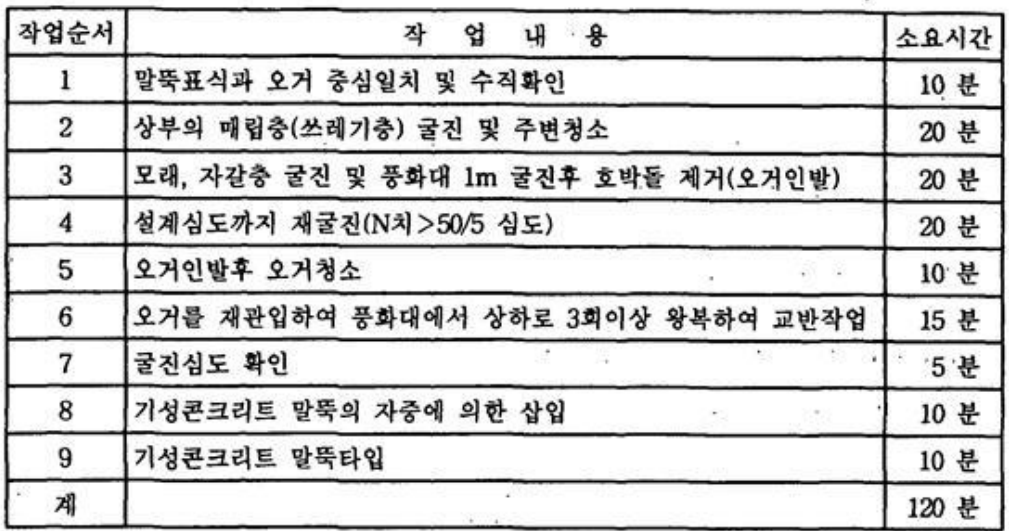 작업순서 작 업 내 용 소요시간
1 말뚝표식과 오거 중심일치 및 수직확인 10 분
2 상부의 매립층(쓰레기층) 굴진 및 주변청소 20 분
3 모래, 자갈층 굴진 및 풍화대 1m 굴진후 호박돌 제거(오거인발) 20 분
4 설계심도까지 재굴진(N치>50/5 심도) 20 분
5 오거인발후 오거청소 10 분
6 오거를 재관입하여 풍화대에서 상하로 3회이상 왕복하여 교반작업 15 분
7 굴진심도 확인 5 분
8 기성콘크리트 말뚝의 자중에 의한 삽입 10 분
9 기성콘크리트 말뚝타입 10 분
계 120 분